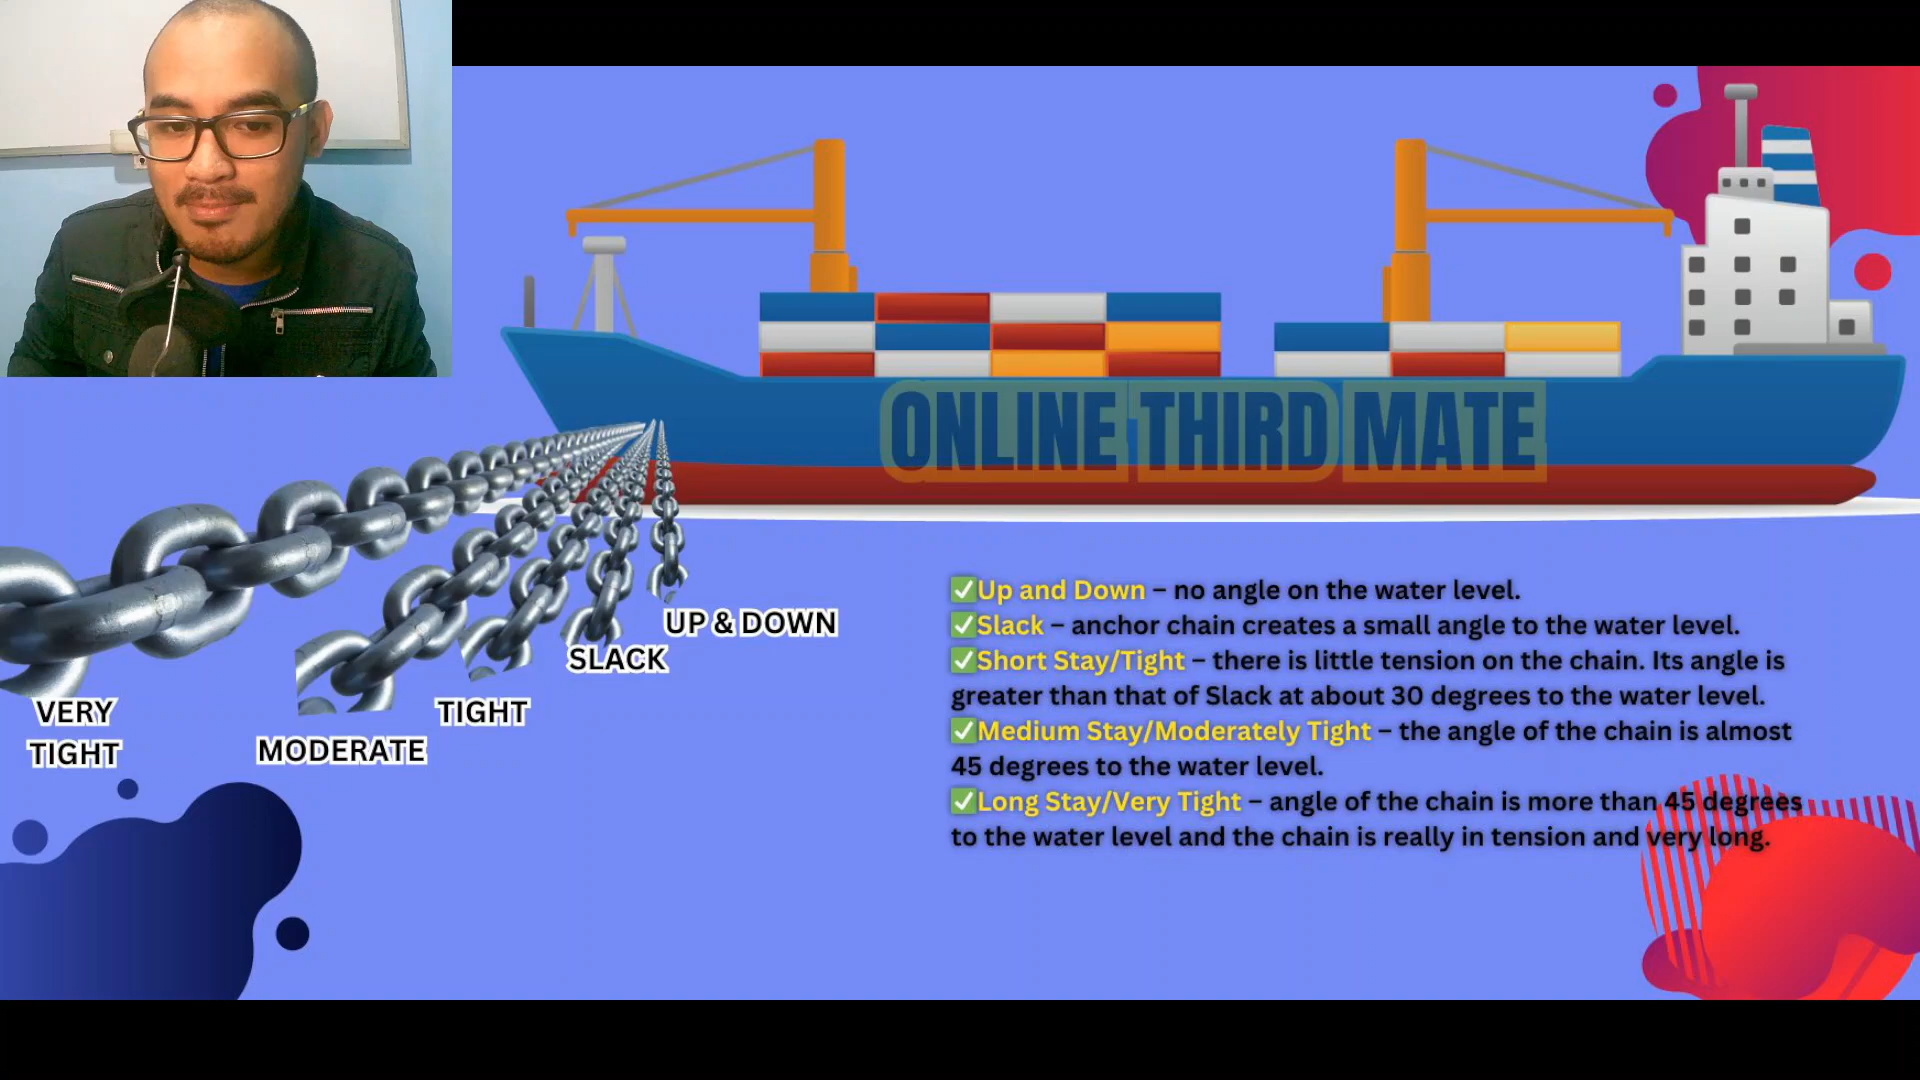 ONLINE THIRD MATE
✅Up and Down – no angle on the water level.
✅Slack – anchor chain creates a small angle to the water level.
✅Short Stay/Tight – there is little tension on the chain. Its angle is
greater than that of Slack at about 30 degrees to the water level.
✅Medium Stay/Moderately Tight – the angle of the chain is almost
45 degrees to the water level.
✅Long Stay/Very Tight – angle of the chain is more than 45 degrees
to the water level and the chain is really in tension and very long.
UP & DOWN
SLACK
TIGHT
MODERATE
VERY
TIGHT